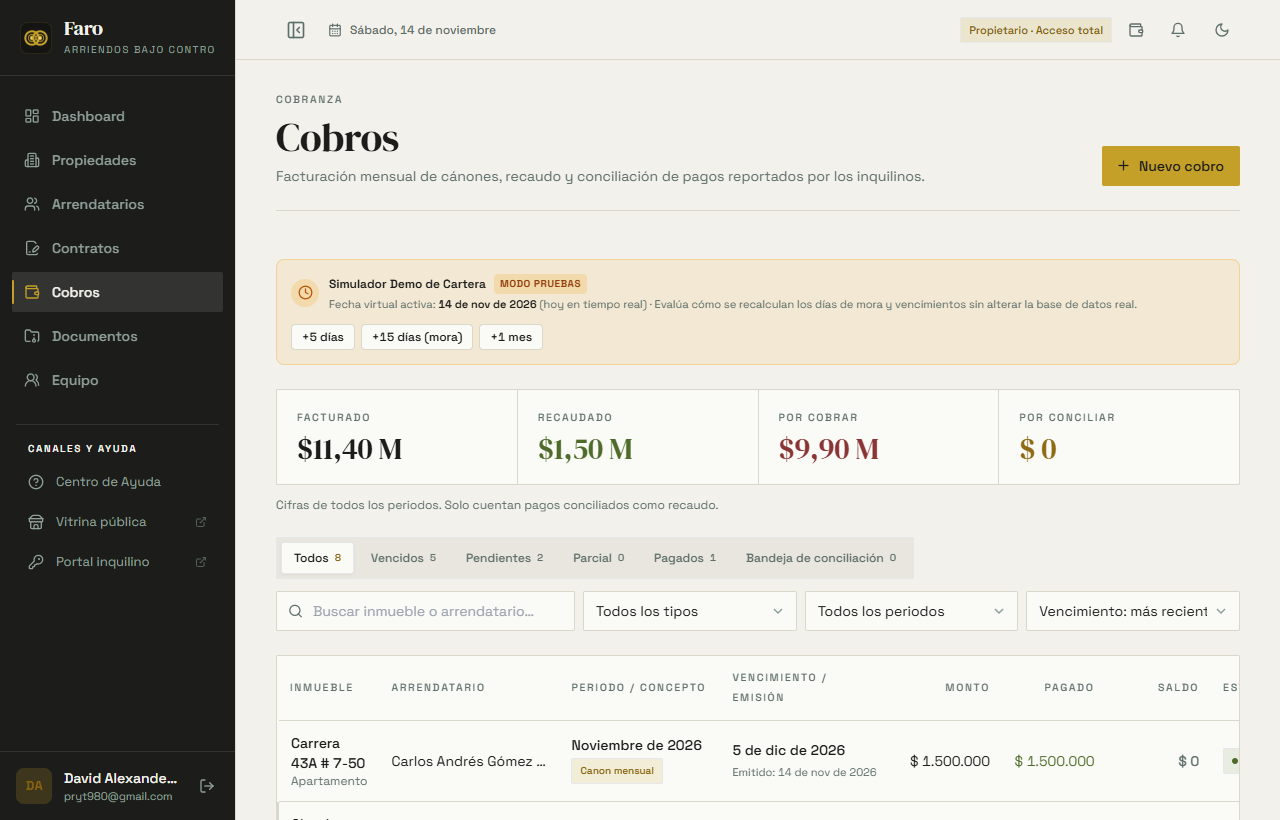 Faro
ARRIENDOS BAJO CONTRO
Dashboard
Propiedades
Arrendatarios
Contratos
Cobros
Documentos
Equipo
CANALES Y AYUDA
Centro de Ayuda
Vitrina pública
Portal inquilino
DA
David Alexande...
pryt980@gmail.com
Sábado, 14 de noviembre
Propietario · Acceso total
COBRANZA
Cobros
Facturación mensual de cánones, recaudo y conciliación de pagos reportados por los inquilinos.
+ Nuevo cobro
Simulador Demo de Cartera MODO PRUEBAS
Fecha virtual activa: 14 de nov de 2026 (hoy en tiempo real) · Evalúa cómo se recalculan los días de mora y vencimientos sin alterar la base de datos real.
+5 días +15 días (mora) +1 mes
FACTURADO
$11,40 M
RECAUDADO
$1,50 M
POR COBRAR
$9,90 M
POR CONCILIAR
$ 0
Cifras de todos los periodos. Solo cuentan pagos conciliados como recaudo.
Todos 8 Vencidos 5 Pendientes 2 Parcial 0 Pagados 1 Bandeja de conciliación 0
Buscar inmueble o arrendatario... Todos los tipos Todos los periodos Vencimiento: más recient
INMUEBLE ARRENDATARIO PERIODO / CONCEPTO VENCIMIENTO / EMISIÓN MONTO PAGADO SALDO ES
Carrera
43A # 7-50
Apartamento
Carlos Andrés Gómez ...
Noviembre de 2026
Canon mensual
5 de dic de 2026
Emitido: 14 de nov de 2026
$ 1.500.000
$ 1.500.000
$ 0